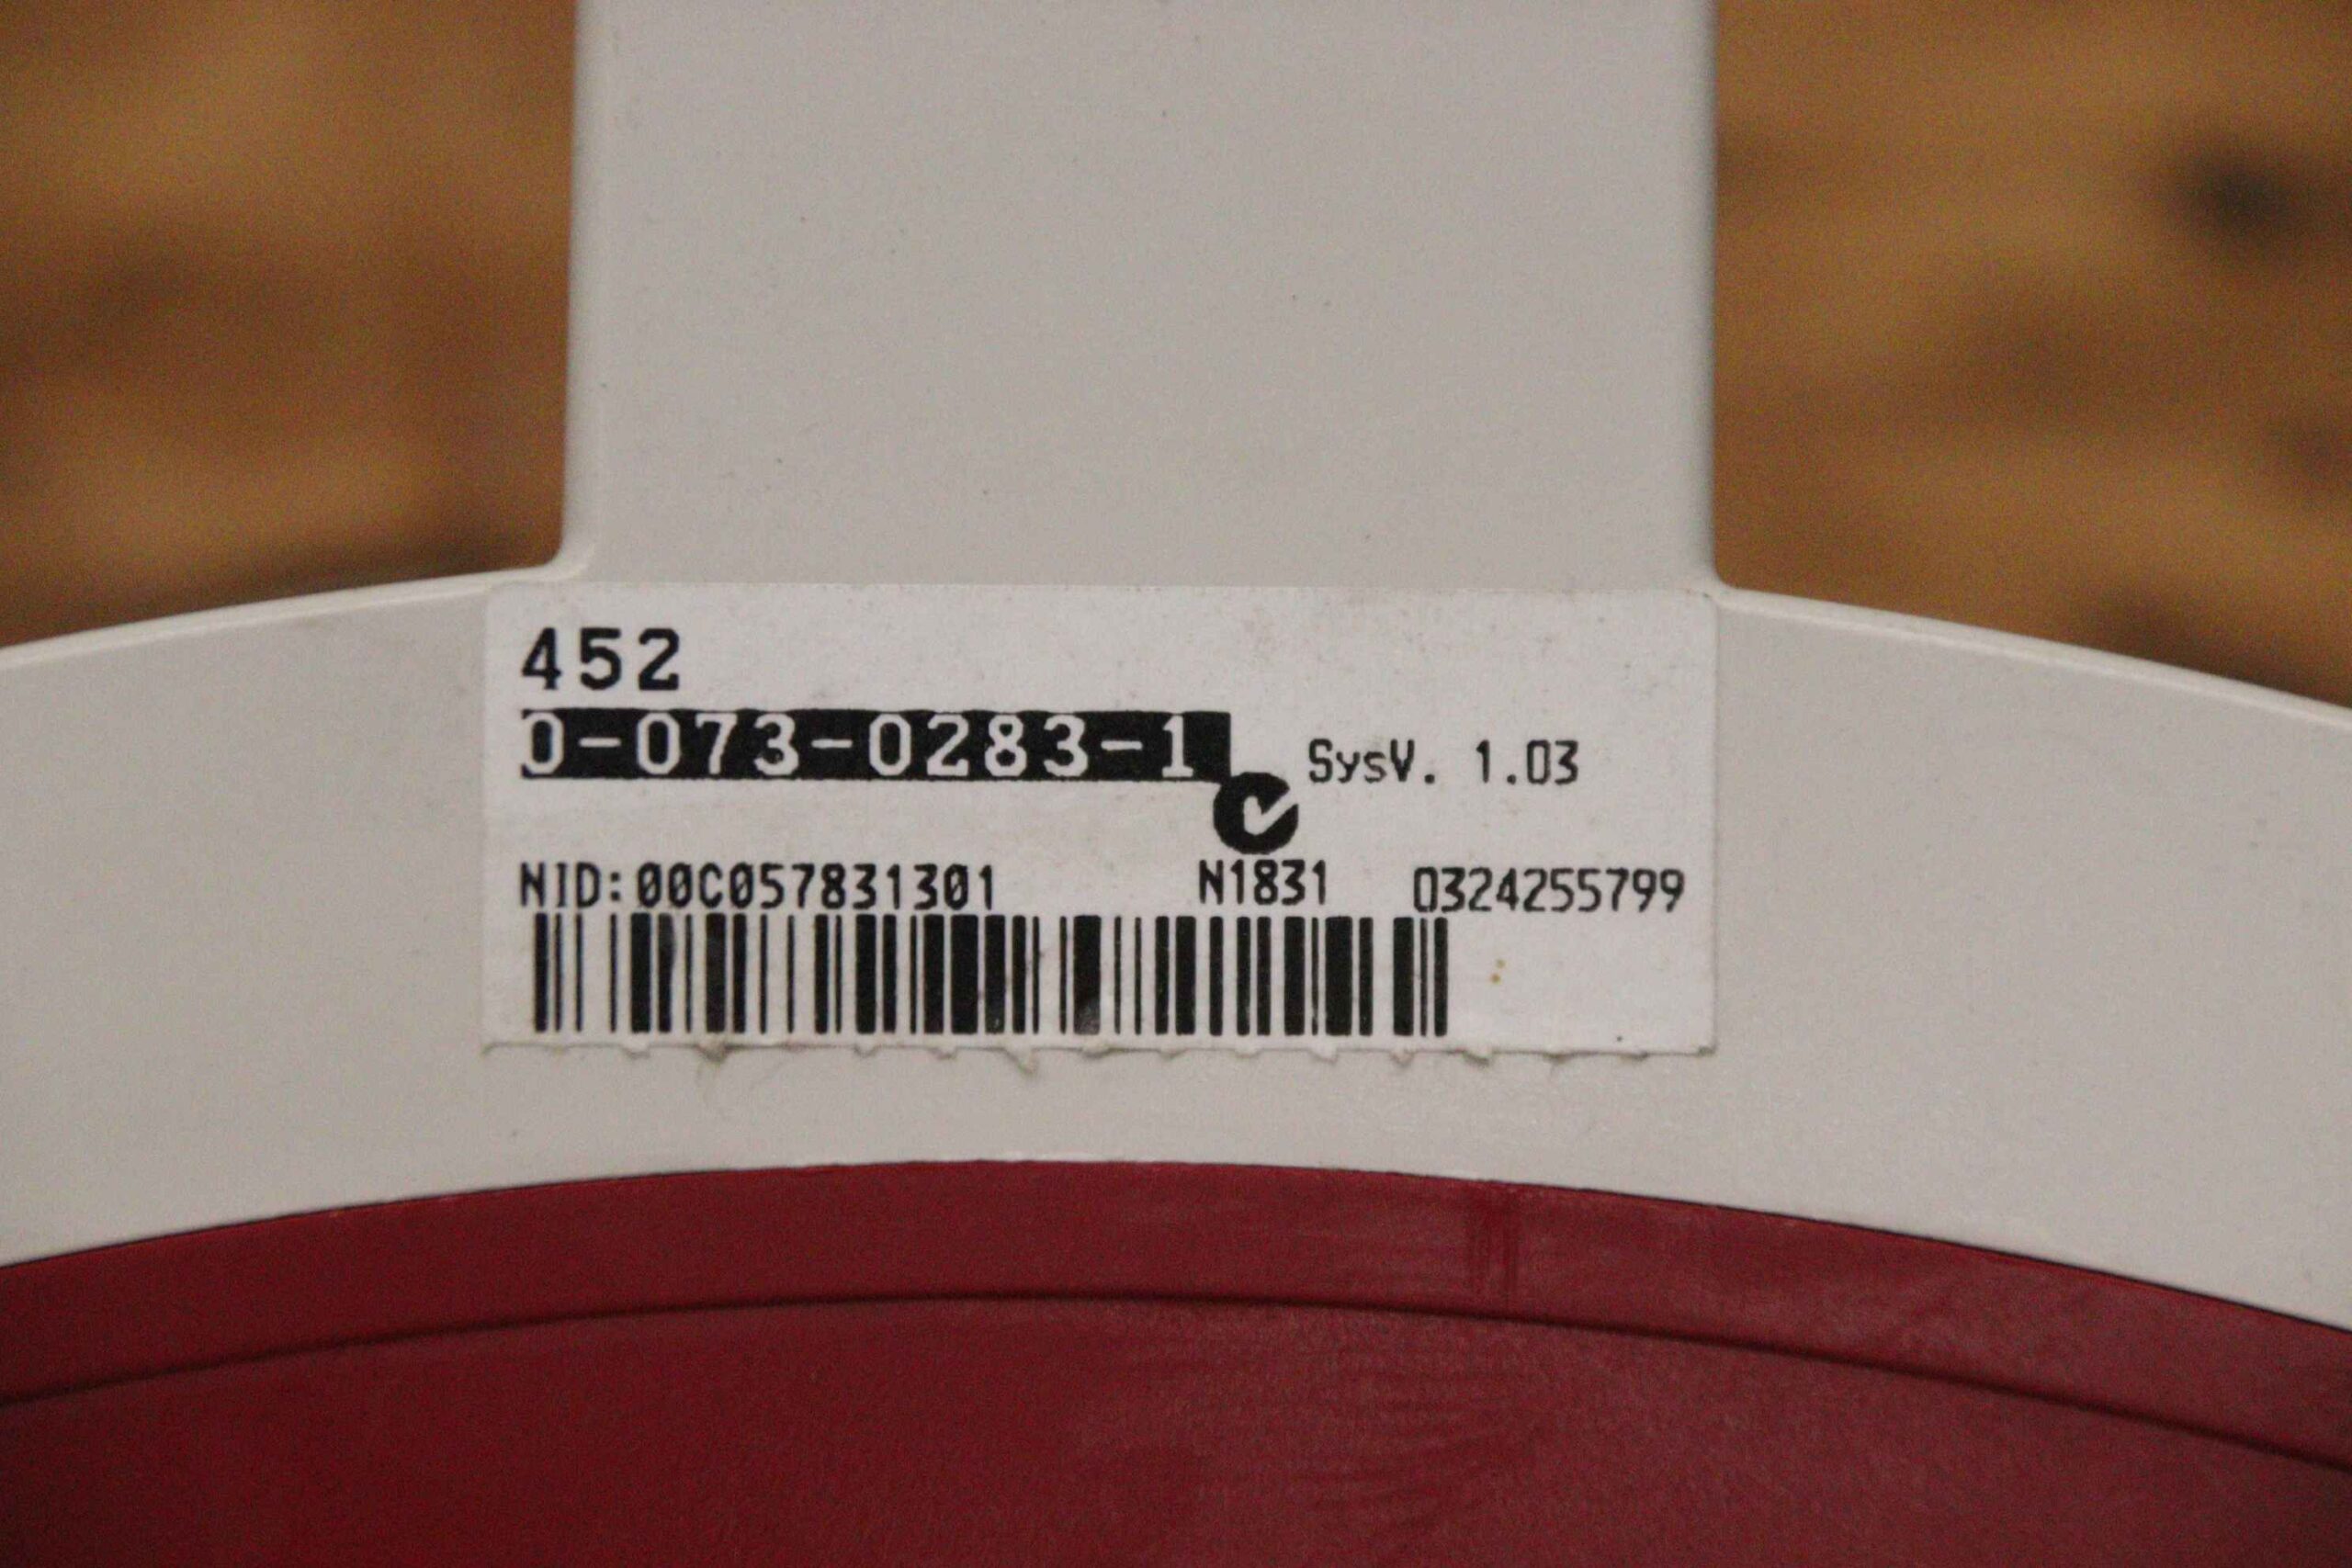 452
0-073-0283-1 SysV. 1.03
NID:00C057831301 N1831 0324255799